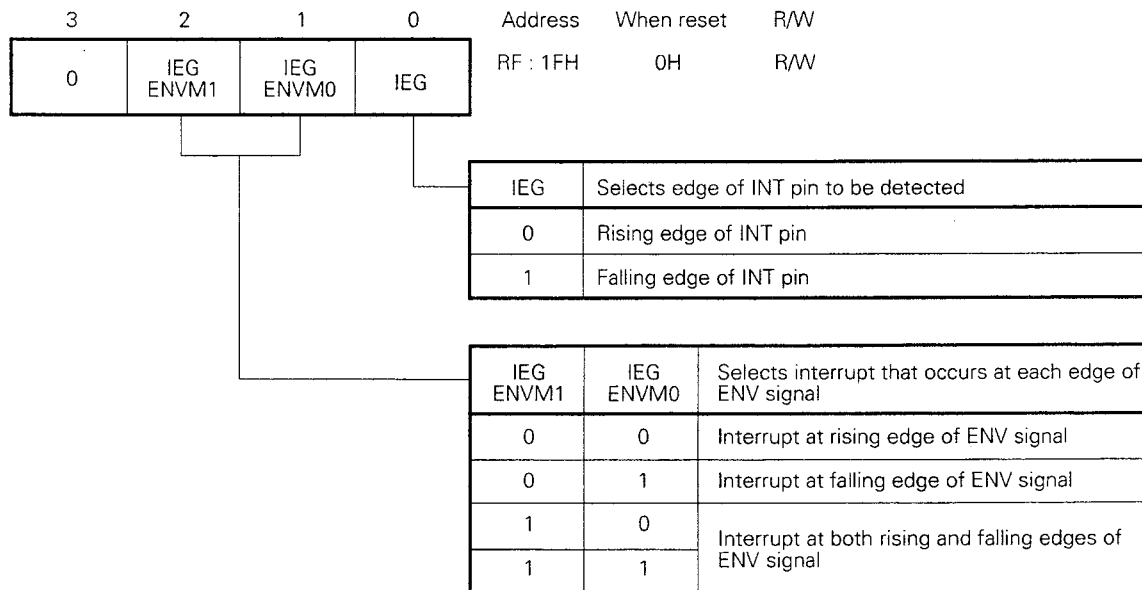 3 2 1 0 Address When reset R/W
0 IEG ENVM1 IEG ENVM0 IEG RF : 1FH 0H R/W
IEG Selects edge of INT pin to be detected
0 Rising edge of INT pin
1 Falling edge of INT pin
IEG ENVM1 IEG ENVM0 Selects interrupt that occurs at each edge of ENV signal
0 0 Interrupt at rising edge of ENV signal
0 1 Interrupt at falling edge of ENV signal
1 0 Interrupt at both rising and falling edges of ENV signal
1 1